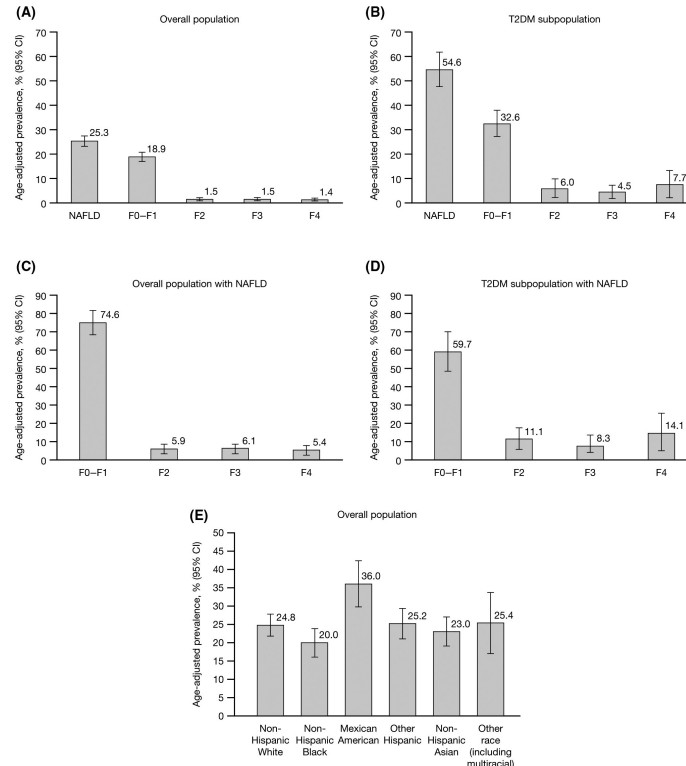 (A)
Overall population
Age-adjusted prevalence, % (95% CI)
70
60
50
40
30
20
10
0
25.3
18.9
1.5
1.5
1.4
NAFLD F0–F1 F2 F3 F4
(B)
T2DM subpopulation
Age-adjusted prevalence, % (95% CI)
70
60
50
40
30
20
10
0
54.6
32.6
6.0
4.5
7.7
NAFLD F0–F1 F2 F3 F4
(C)
Overall population with NAFLD
Age-adjusted prevalence, % (95% CI)
90
80
70
60
50
40
30
20
10
0
74.6
5.9
6.1
5.4
F0–F1 F2 F3 F4
(D)
T2DM subpopulation with NAFLD
Age-adjusted prevalence, % (95% CI)
90
80
70
60
50
40
30
20
10
0
59.7
11.1
8.3
14.1
F0–F1 F2 F3 F4
(E)
Overall population
Age-adjusted prevalence, % (95% CI)
50
45
40
35
30
25
20
15
10
5
0
24.8
20.0
36.0
25.2
23.0
25.4
Non-
Hispanic
White
Non-
Hispanic
Black
Mexican
American
Other
Hispanic
Non-
Hispanic
Asian
Other
race
(including
multiracial)